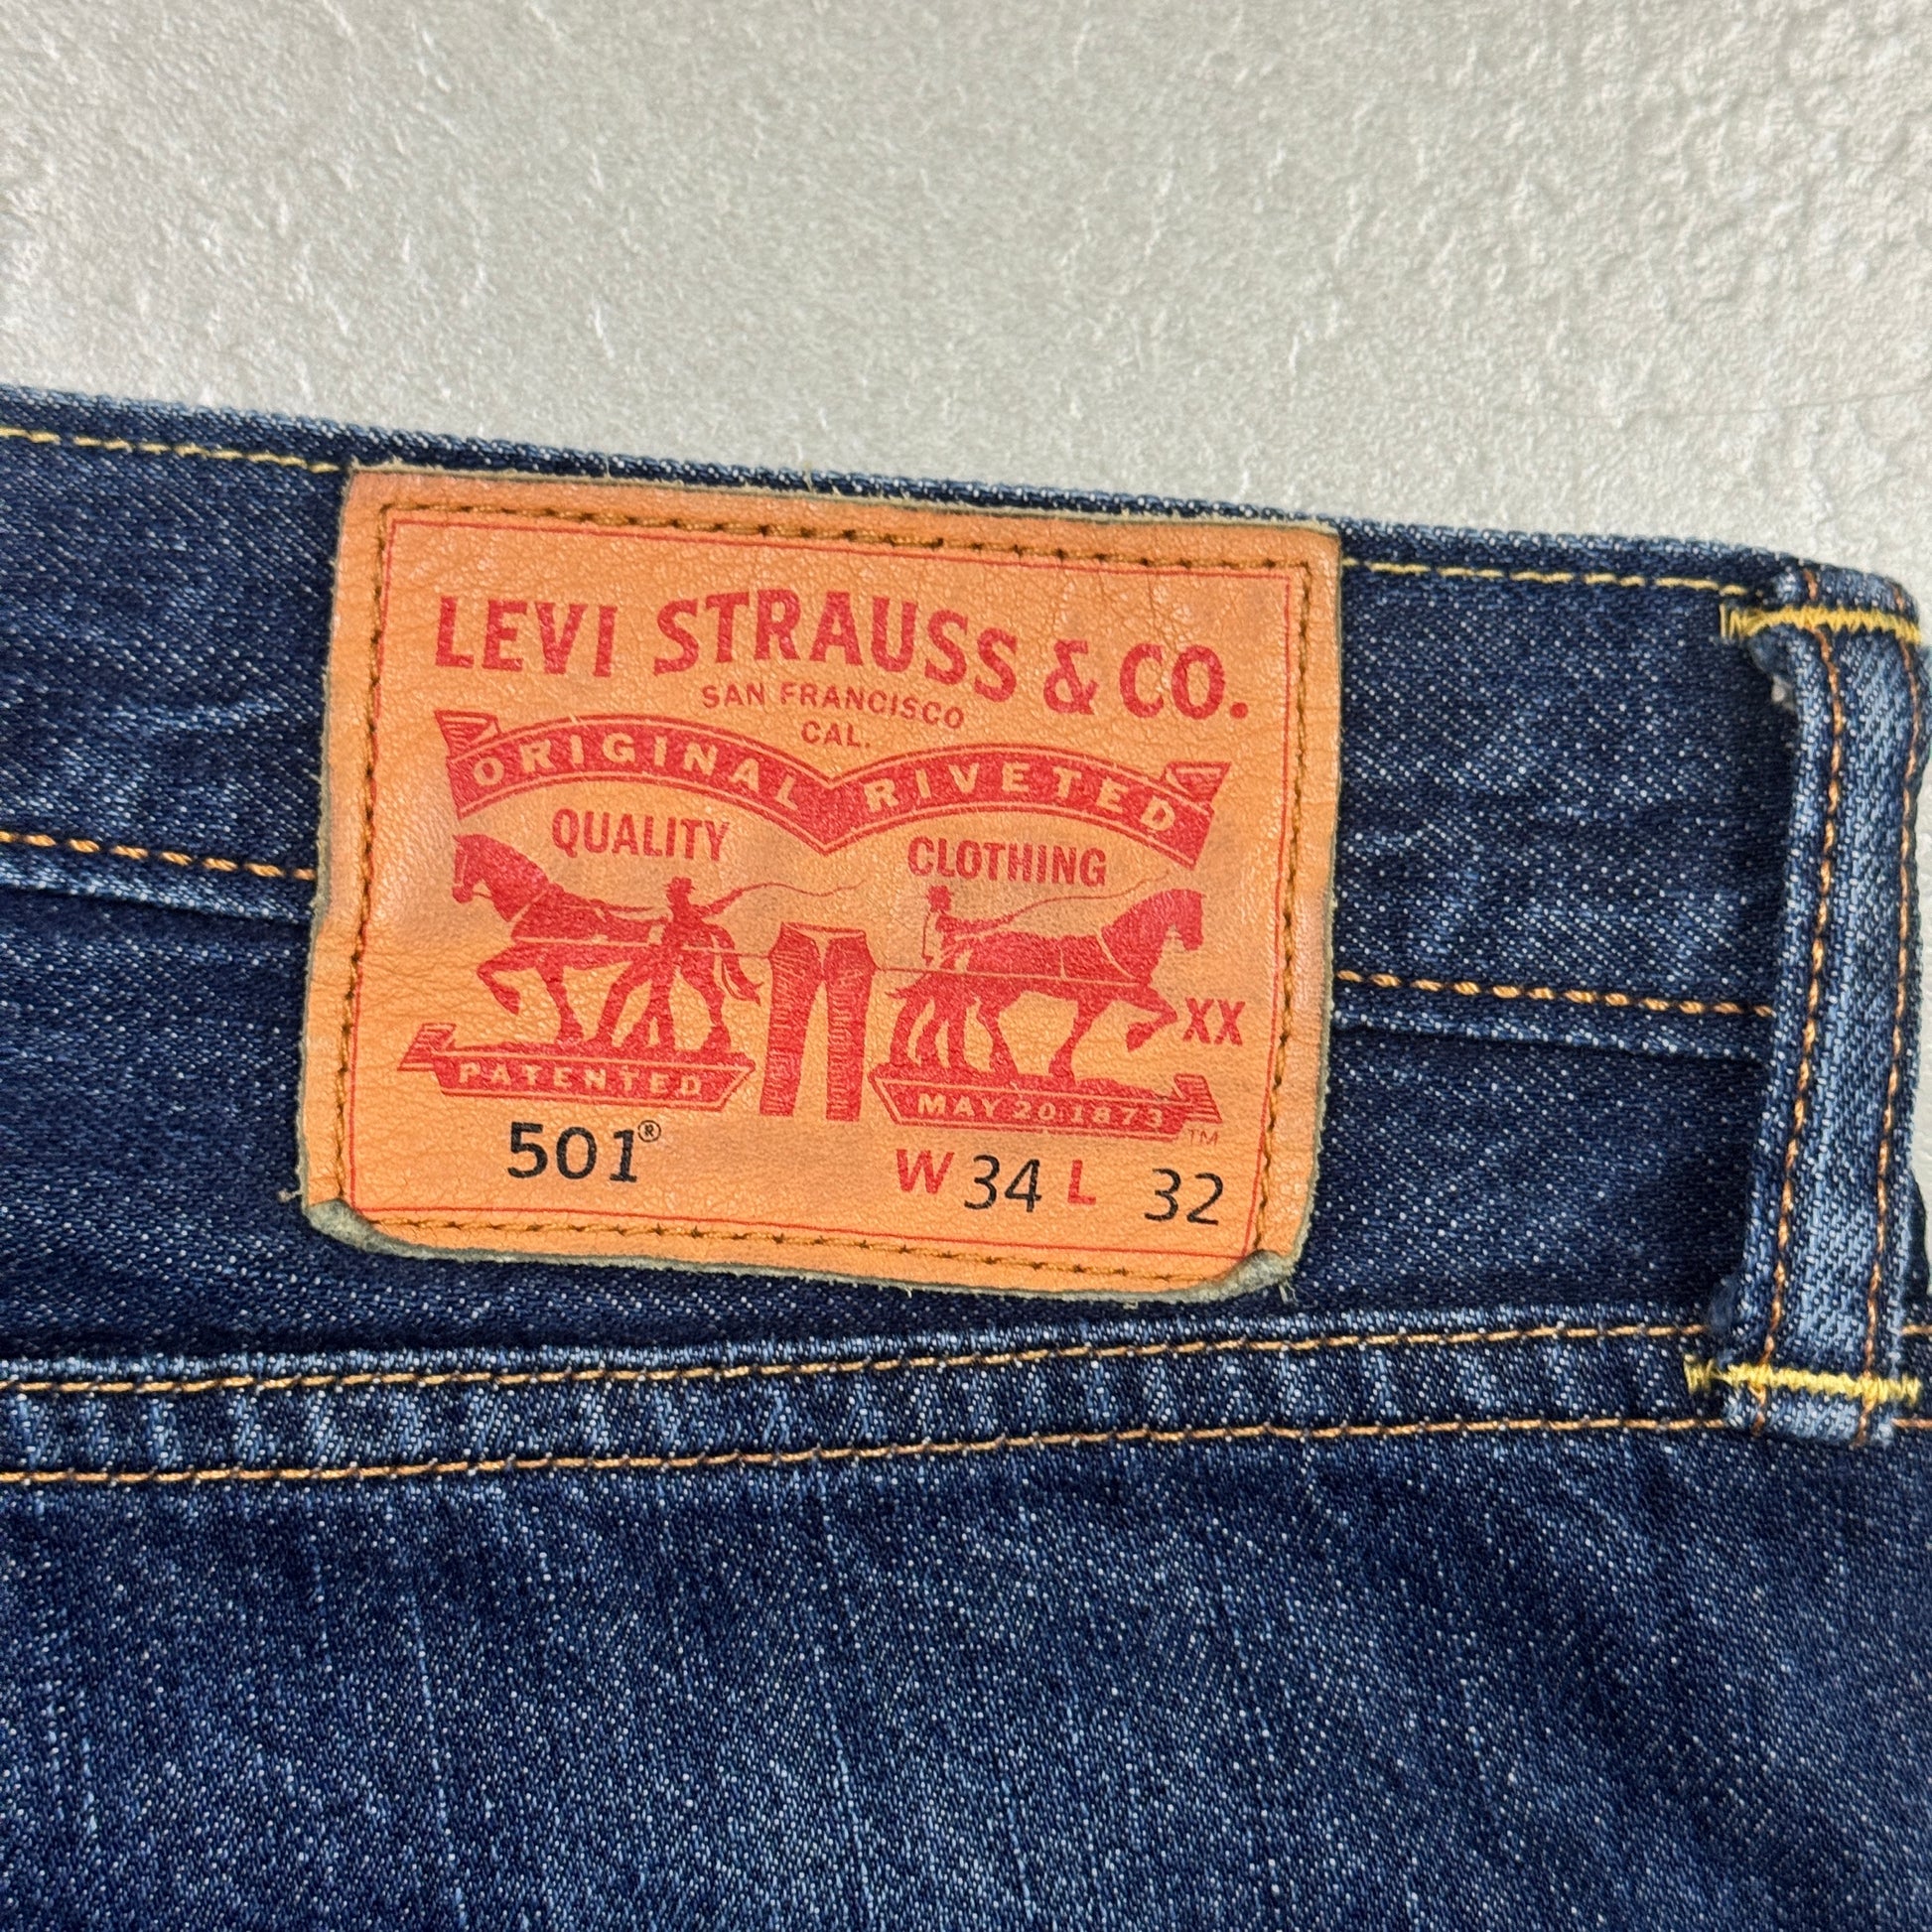 LEVI STRAUSS & CO.
SAN FRANCISCO
CAL.
ORIGINAL RIVETED
QUALITY CLOTHING
XX
PATENTED MAY 20 1873 ™
501® W 34 L 32